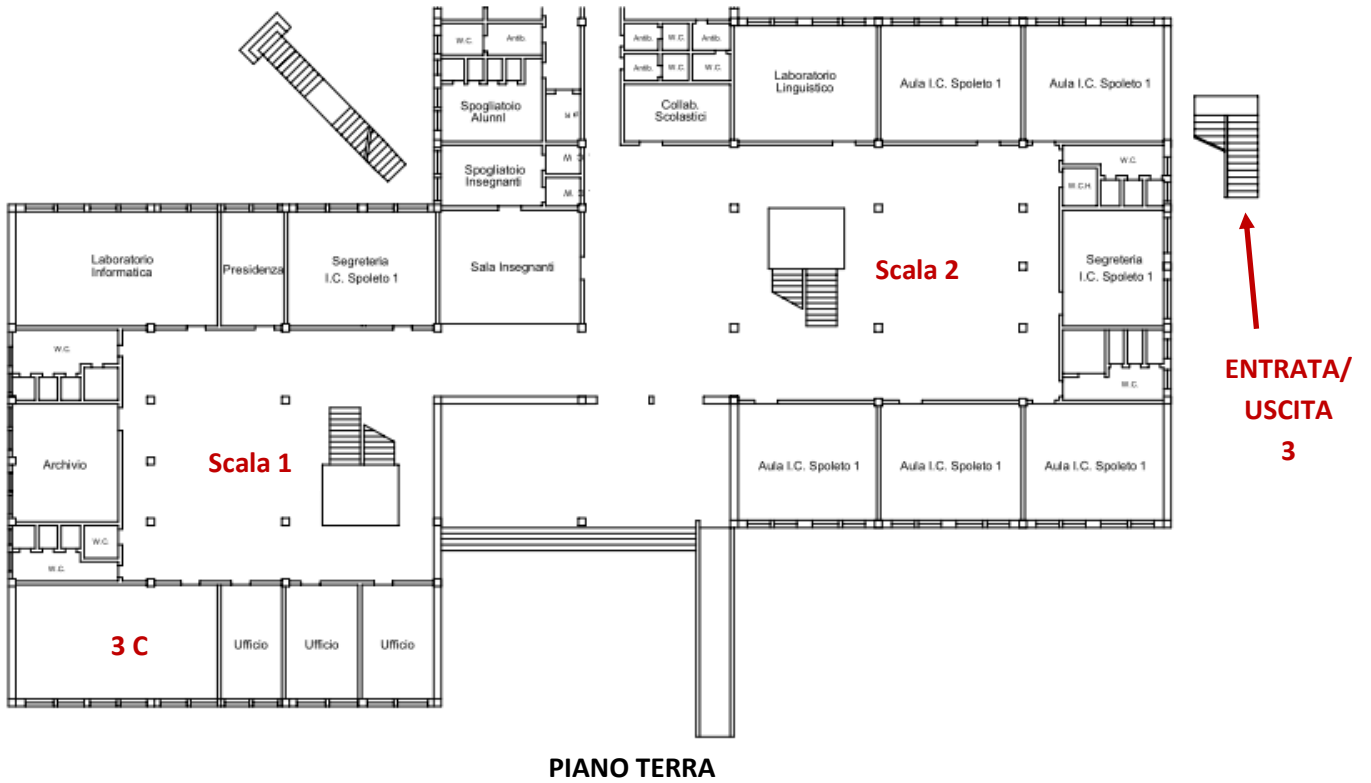 W.C.
Antib.
Antib.
W.C.
Antib.
Antib.
W.C.
W.C.
Laboratorio
Linguistico
Aula I.C. Spoleto 1
Aula I.C. Spoleto 1
Spogliatoio
Alunni
Collab.
Scolastici
Spogliatoio
Insegnanti
W.C.
W.C.H.
Laboratorio
Informatica
Presidenza
Segreteria
I.C. Spoleto 1
Sala Insegnanti
Scala 2
Segreteria
I.C. Spoleto 1
W.C.
W.C.
ENTRATA/
USCITA
3
Archivio
Scala 1
Aula I.C. Spoleto 1
Aula I.C. Spoleto 1
Aula I.C. Spoleto 1
W.C.
W.C.
3 C
Ufficio
Ufficio
Ufficio
PIANO TERRA